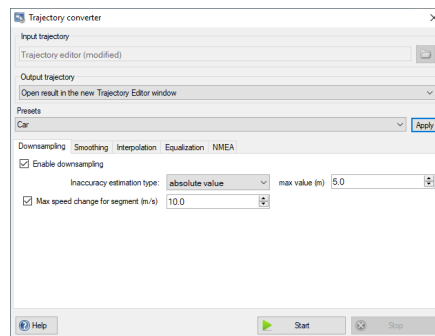 Trajectory converter
Input trajectory
Trajectory editor (modified)
Output trajectory
Open result in the new Trajectory Editor window
Presets
Car
Apply
Downsampling Smoothing Interpolation Equalization NMEA
Enable downsampling
Inaccuracy estimation type: absolute value max value (m) 5.0
Max speed change for segment (m/s) 10.0
Help Start Stop